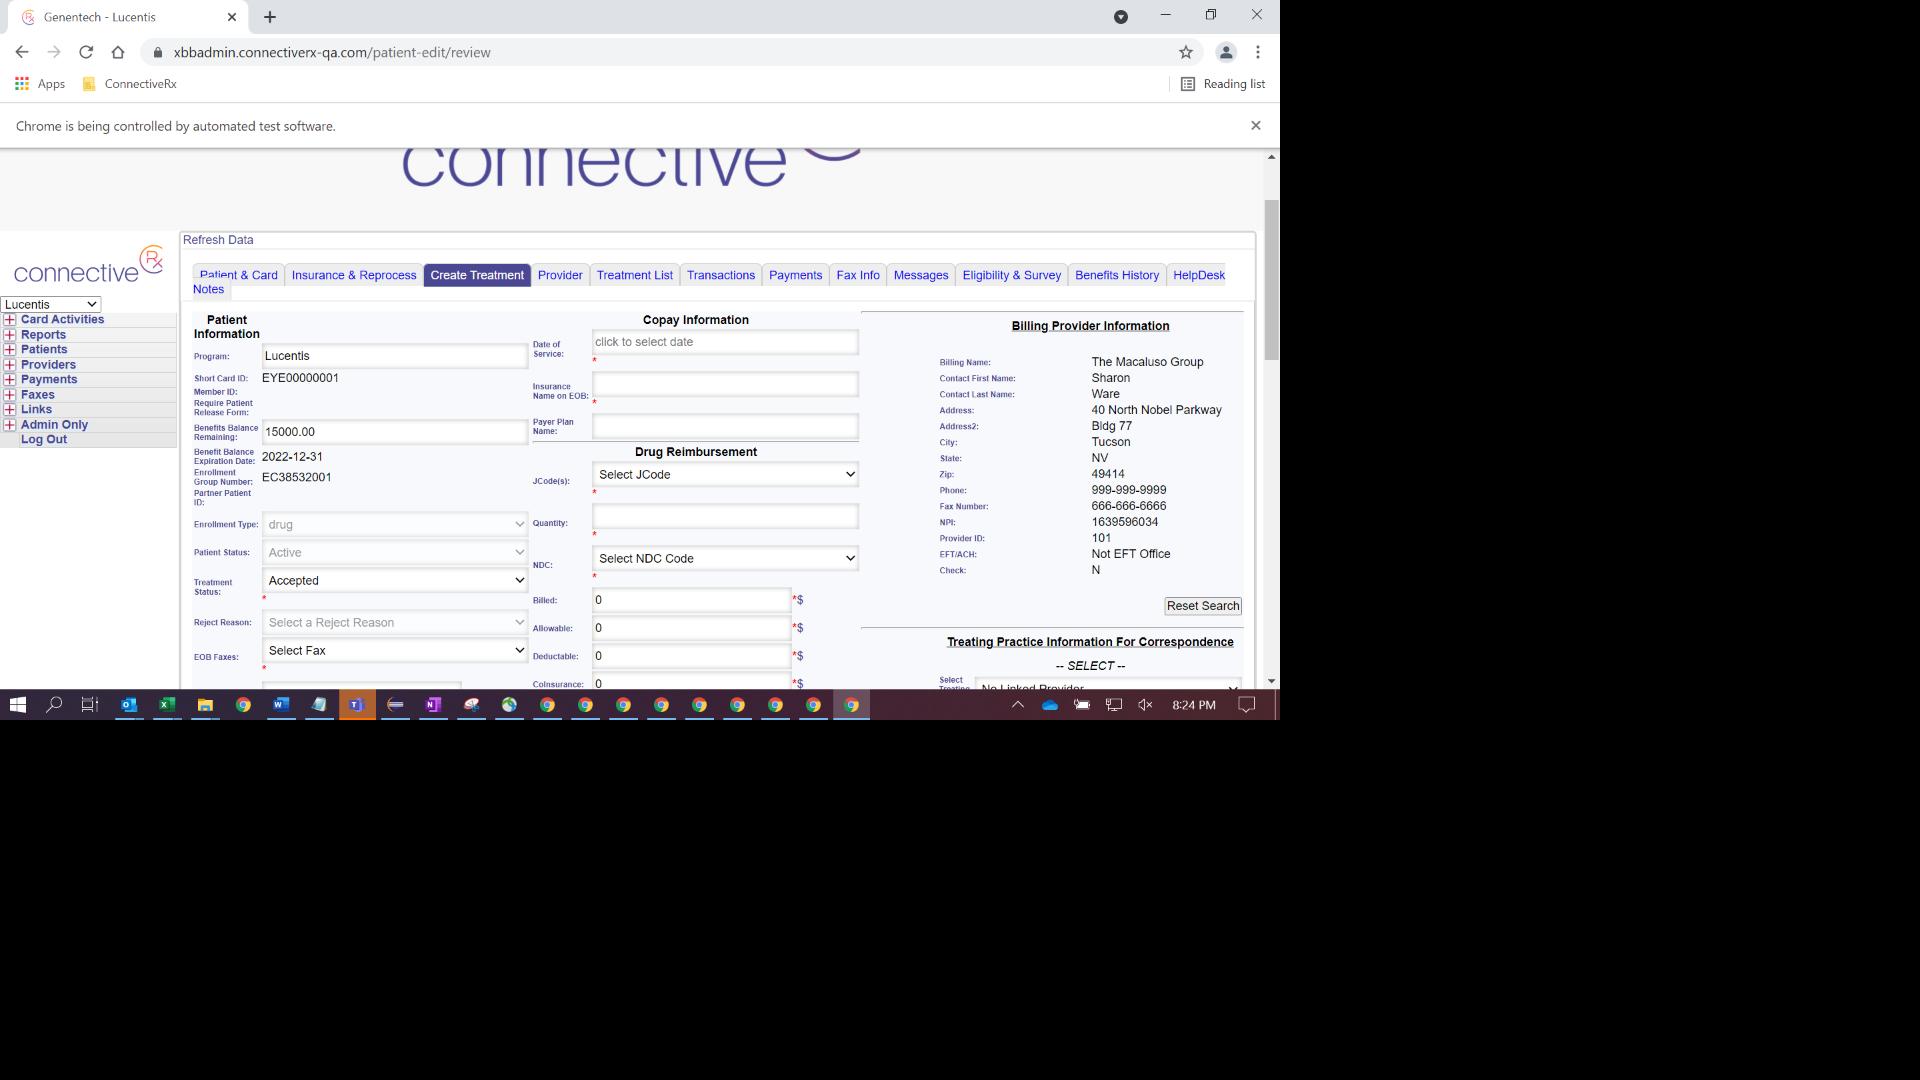 Genentech - Lucentis
xbbadmin.connectiverx-qa.com/patient-edit/review
Apps
ConnectiveRx
Reading list
Chrome is being controlled by automated test software.
connective
Refresh Data
connective Rx
Lucentis
Card Activities
Reports
Patients
Providers
Payments
Faxes
Links
Admin Only
Log Out
Patient & Card
Insurance & Reprocess
Create Treatment
Provider
Treatment List
Transactions
Payments
Fax Info
Messages
Eligibility & Survey
Benefits History
HelpDesk
Notes
Patient
Information
Program:
Lucentis
Short Card ID:
EYE00000001
Member ID:
Require Patient
Release Form:
Benefits Balance
Remaining:
15000.00
Benefit Balance
Expiration Date:
2022-12-31
Enrollment
Group Number:
EC38532001
Partner Patient
ID:
Enrollment Type:
drug
Patient Status:
Active
Treatment
Status:
Accepted
*
Reject Reason:
Select a Reject Reason
EOB Faxes:
Select Fax
*
Copay Information
Date of
Service:
click to select date
*
Insurance
Name on EOB:
*
Payer Plan
Name:
Drug Reimbursement
JCode(s):
Select JCode
*
Quantity:
*
NDC:
Select NDC Code
*
Billed:
0
*$
Allowable:
0
*$
Deductable:
0
*$
CoInsurance:
0
*$
Billing Provider Information
Billing Name:
The Macaluso Group
Contact First Name:
Sharon
Contact Last Name:
Ware
Address:
40 North Nobel Parkway
Address2:
Bldg 77
City:
Tucson
State:
NV
Zip:
49414
Phone:
999-999-9999
Fax Number:
666-666-6666
NPI:
1639596034
Provider ID:
101
EFT/ACH:
Not EFT Office
Check:
N
Reset Search
Treating Practice Information For Correspondence
-- SELECT --
Select
Treating
No Linked Provider
8:24 PM